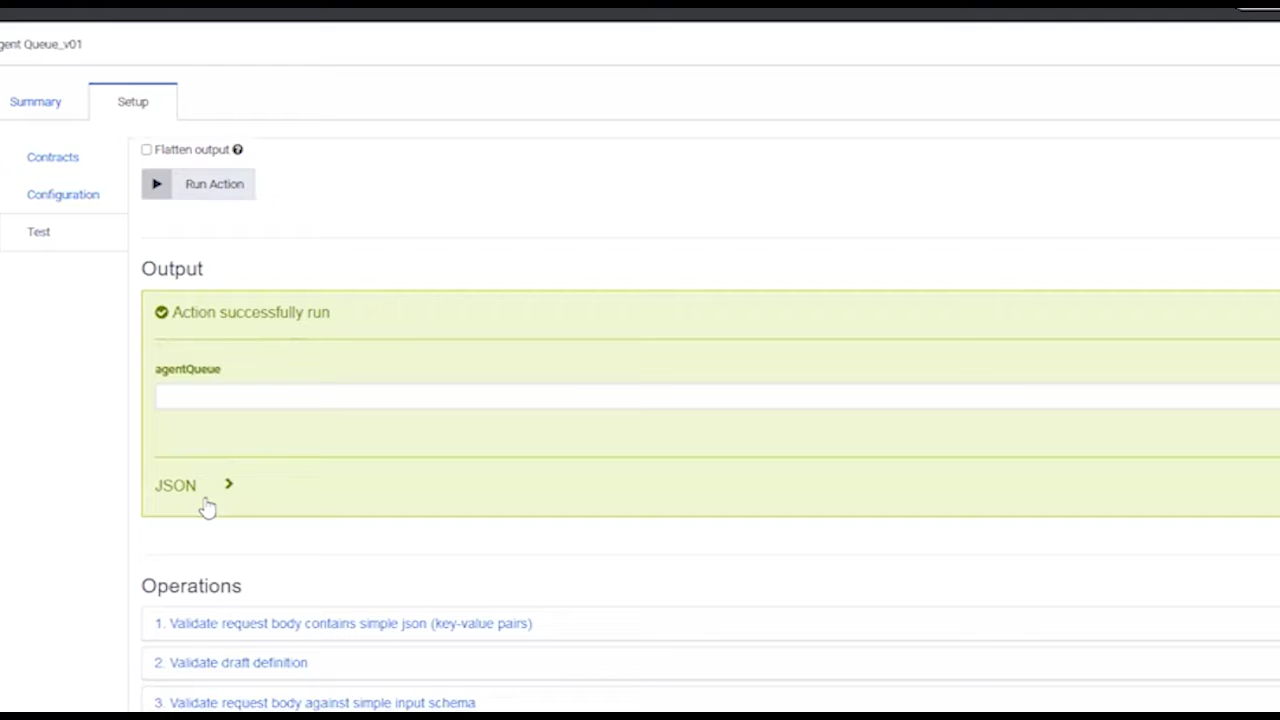 gent Queue_v01
Summary
Setup
Contracts
Configuration
Test
Flatten output
Run Action
Output
Action successfully run
agentQueue
JSON
Operations
1. Validate request body contains simple json (key-value pairs)
2. Validate draft definition
3. Validate request body against simple input schema